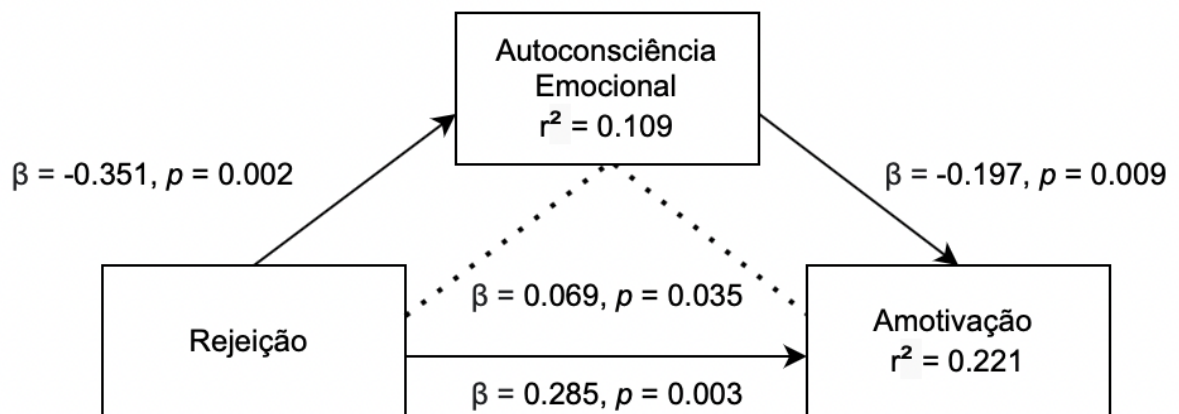 Autoconsciência
Emocional
r² = 0.109
β = -0.351, p = 0.002
β = -0.197, p = 0.009
β = 0.069, p = 0.035
Rejeição
Amotivação
r² = 0.221
β = 0.285, p = 0.003